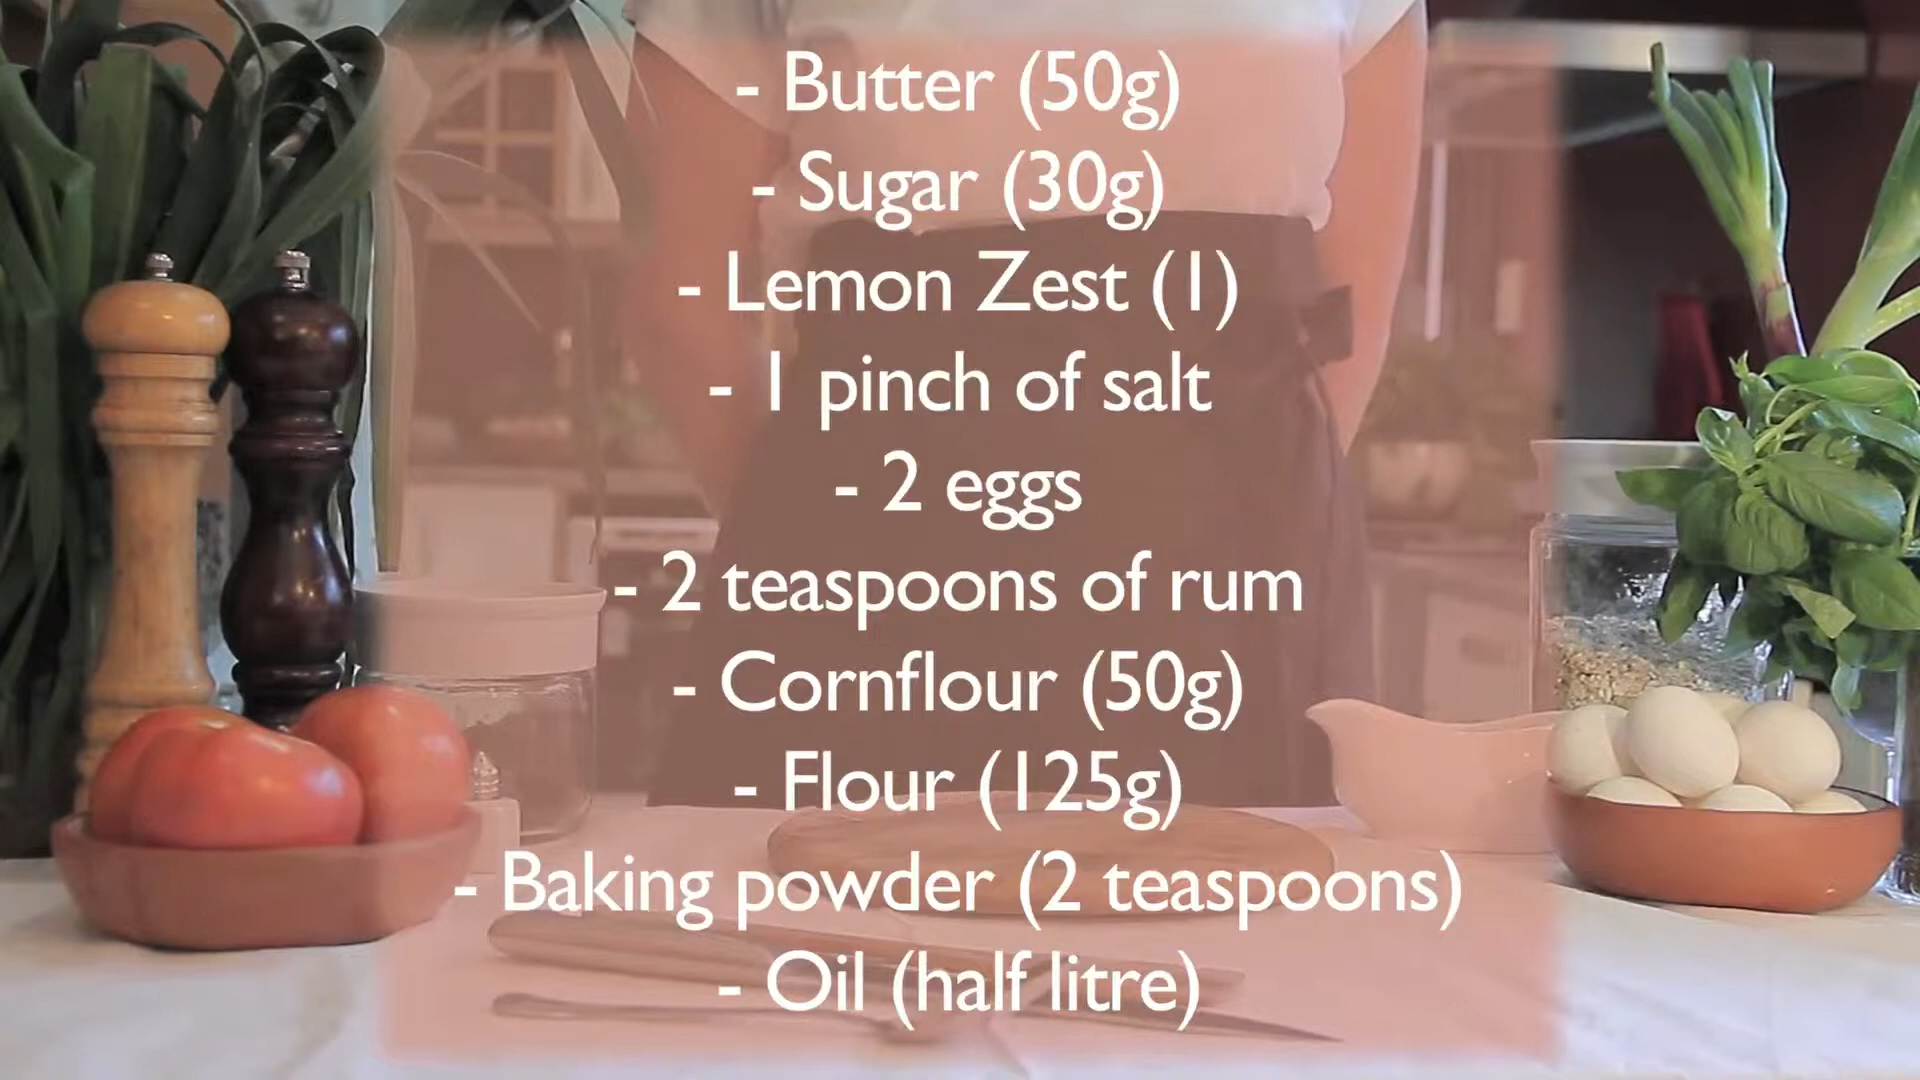 - Butter (50g)
- Sugar (30g)
- Lemon Zest (1)
- 1 pinch of salt
- 2 eggs
- 2 teaspoons of rum
- Cornflour (50g)
- Flour (125g)
- Baking powder (2 teaspoons)
- Oil (half litre)